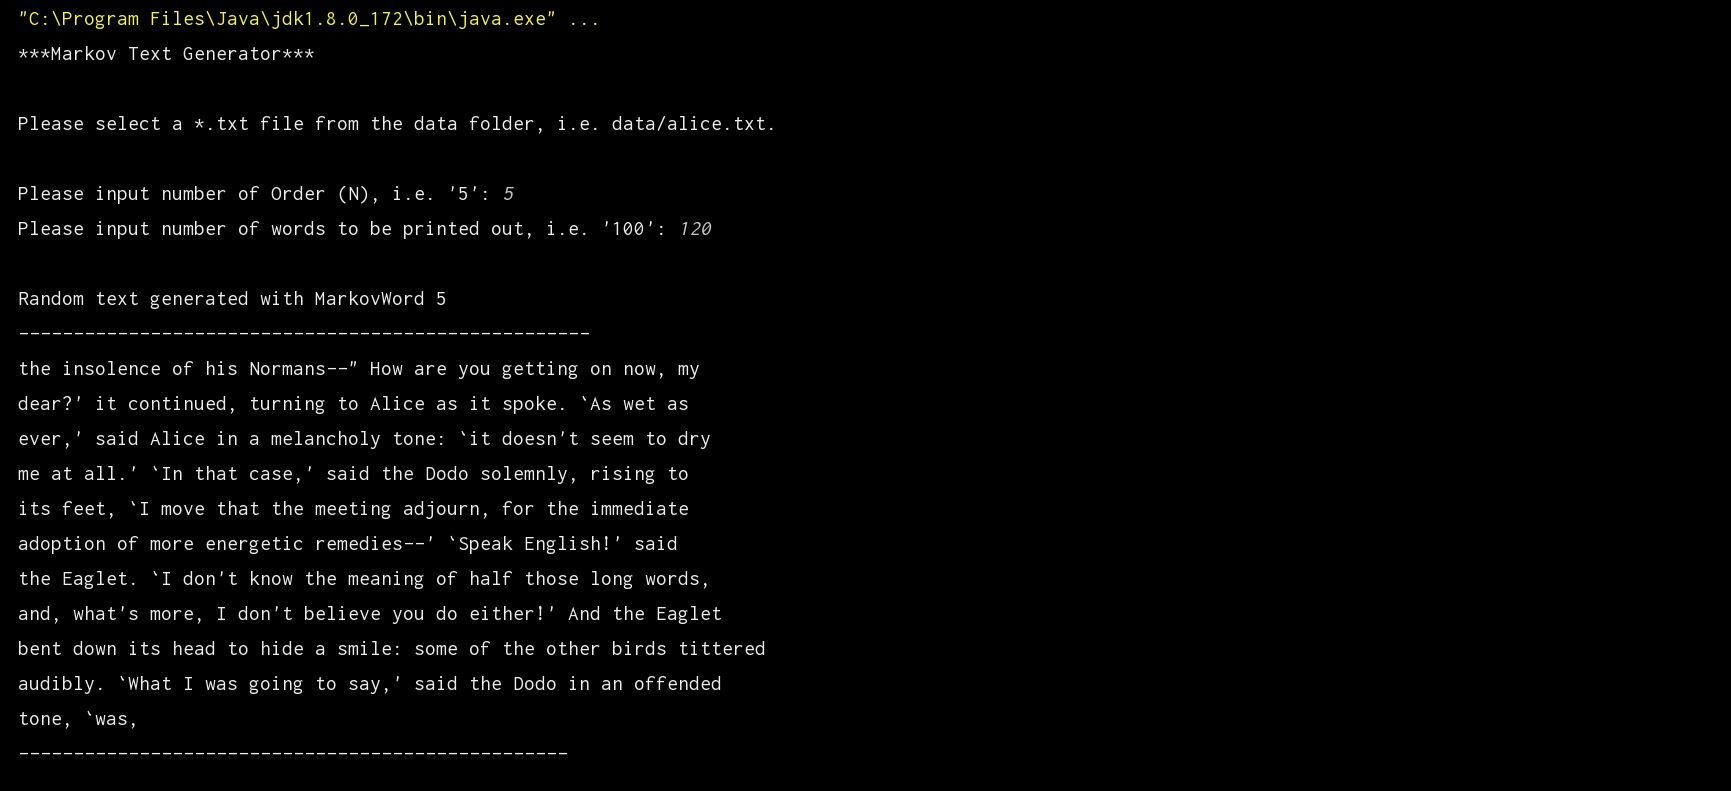 "C:\Program Files\Java\jdk1.8.0_172\bin\java.exe" ...
***Markov Text Generator***
Please select a *.txt file from the data folder, i.e. data/alice.txt.
Please input number of Order (N), i.e. '5': 5
Please input number of words to be printed out, i.e. '100': 120
Random text generated with MarkovWord 5
----------------------------------------------------
the insolence of his Normans--" How are you getting on now, my
dear?' it continued, turning to Alice as it spoke. `As wet as
ever,' said Alice in a melancholy tone: `it doesn't seem to dry
me at all.' `In that case,' said the Dodo solemnly, rising to
its feet, `I move that the meeting adjourn, for the immediate
adoption of more energetic remedies--' `Speak English!' said
the Eaglet. `I don't know the meaning of half those long words,
and, what's more, I don't believe you do either!' And the Eaglet
bent down its head to hide a smile: some of the other birds tittered
audibly. `What I was going to say,' said the Dodo in an offended
tone, `was,
--------------------------------------------------